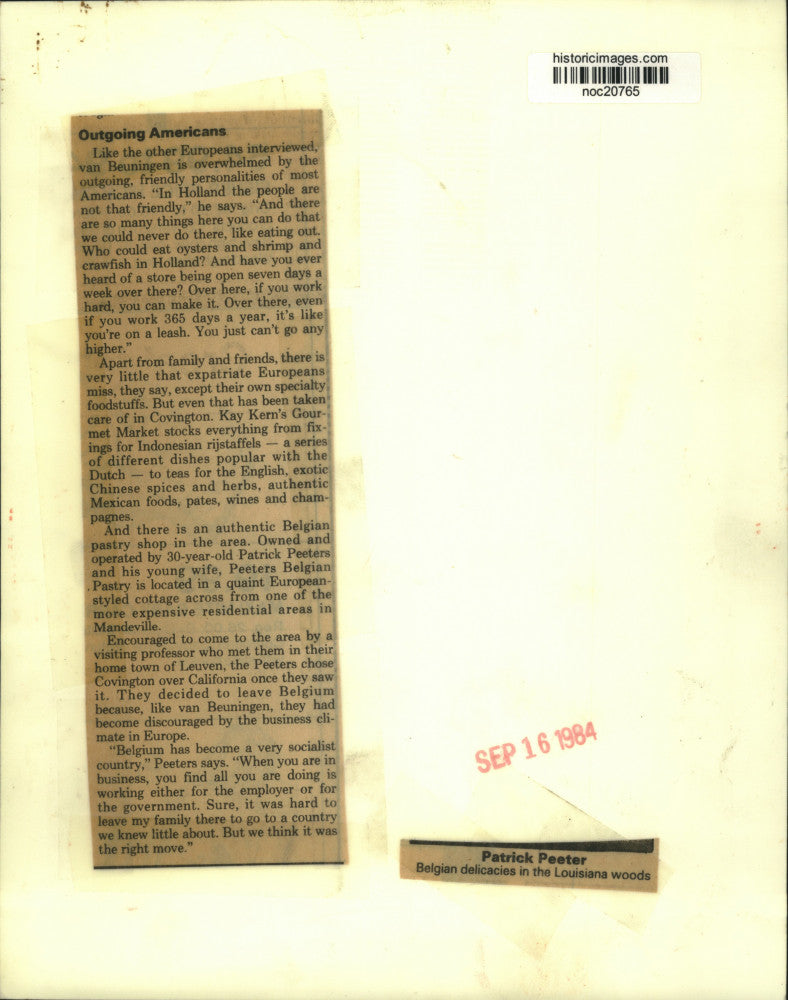 historicimages.com
noc20765
Outgoing Americans
Like the other Europeans interviewed,
van Beuningen is overwhelmed by the
outgoing, friendly personalities of most
Americans. “In Holland the people are
not that friendly,” he says. “And there
are so many things here you can do that
we could never do there, like eating out.
Who could eat oysters and shrimp and
crawfish in Holland? And have you ever
heard of a store being open seven days a
week over there? Over here, if you work
hard, you can make it. Over there, even
if you work 365 days a year, it’s like
you’re on a leash. You just can’t go any
higher.”
Apart from family and friends, there is
very little that expatriate Europeans
miss, they say, except their own specialty
foodstuffs. But even that has been taken
care of in Covington. Kay Kern’s Gour-
met Market stocks everything from fix-
ings for Indonesian rijstaffels — a series
of different dishes popular with the
Dutch — to teas for the English, exotic
Chinese spices and herbs, authentic
Mexican foods, pates, wines and cham-
pagnes.
And there is an authentic Belgian
pastry shop in the area. Owned and
operated by 30-year-old Patrick Peeters
and his young wife, Peeters Belgian
Pastry is located in a quaint European-
styled cottage across from one of the
more expensive residential areas in
Mandeville.
Encouraged to come to the area by a
visiting professor who met them in their
home town of Leuven, the Peeters chose
Covington over California once they saw
it. They decided to leave Belgium
because, like van Beuningen, they had
become discouraged by the business cli-
mate in Europe.
“Belgium has become a very socialist
country,” Peeters says. “When you are in
business, you find all you are doing is
working either for the employer or for
the government. Sure, it was hard to
leave my family there to go to a country
we knew little about. But we think it was
the right move.”
SEP 16 1984
Patrick Peeter
Belgian delicacies in the Louisiana woods